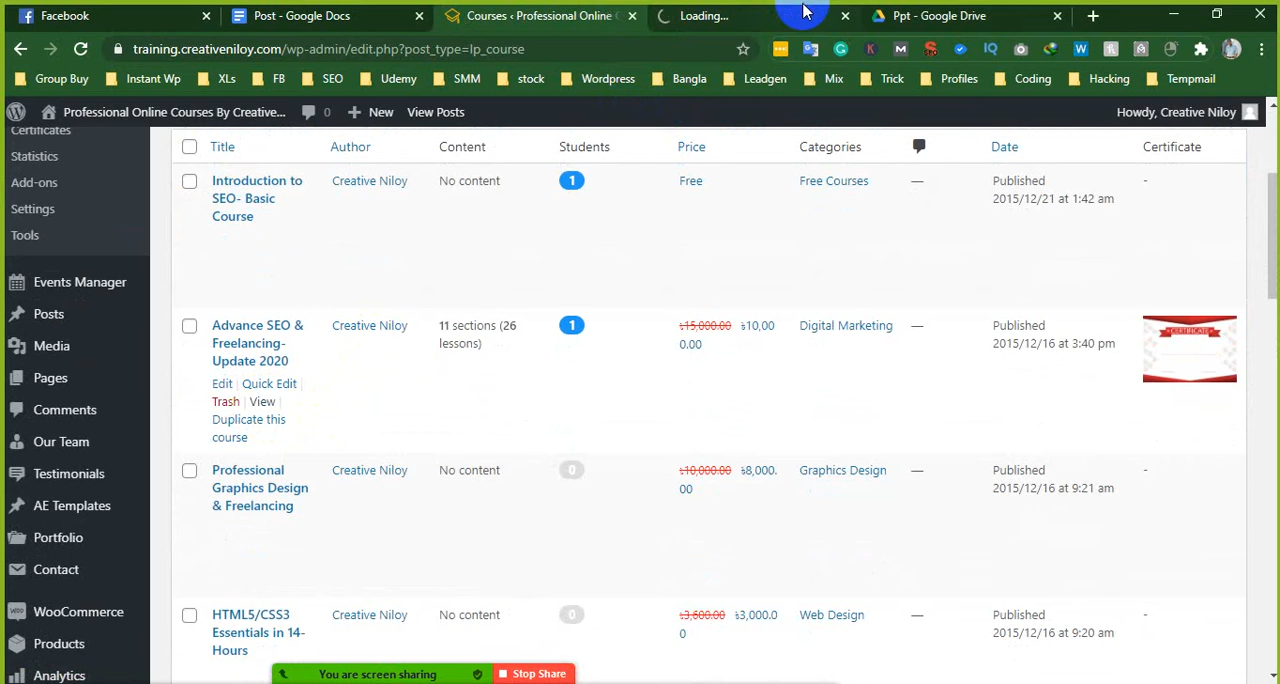 Facebook
Post - Google Docs
Courses ‹ Professional Online C
Loading...
Ppt - Google Drive
training.creativeniloy.com/wp-admin/edit.php?post_type=lp_course
Group Buy
Instant Wp
XLs
FB
SEO
Udemy
SMM
stock
Wordpress
Bangla
Leadgen
Mix
Trick
Profiles
Coding
Hacking
Tempmail
Professional Online Courses By Creative...
0
New
View Posts
Howdy, Creative Niloy
Certificates
Statistics
Add-ons
Settings
Tools
Events Manager
Posts
Media
Pages
Comments
Our Team
Testimonials
AE Templates
Portfolio
Contact
WooCommerce
Products
Analytics
Title
Author
Content
Students
Price
Categories
Date
Certificate
Introduction to
SEO- Basic
Course
Creative Niloy
No content
1
Free
Free Courses
—
Published
2015/12/21 at 1:42 am
-
Advance SEO &
Freelancing-
Update 2020
Edit | Quick Edit |
Trash | View |
Duplicate this
course
Creative Niloy
11 sections (26
lessons)
1
৳15,000.00 ৳10,00
0.00
Digital Marketing
—
Published
2015/12/16 at 3:40 pm
CERTIFICATE
Professional
Graphics Design
& Freelancing
Creative Niloy
No content
0
৳10,000.00 ৳8,000.
00
Graphics Design
—
Published
2015/12/16 at 9:21 am
-
HTML5/CSS3
Essentials in 14-
Hours
Creative Niloy
No content
0
৳3,600.00 ৳3,000.0
0
Web Design
—
Published
2015/12/16 at 9:20 am
-
You are screen sharing
Stop Share